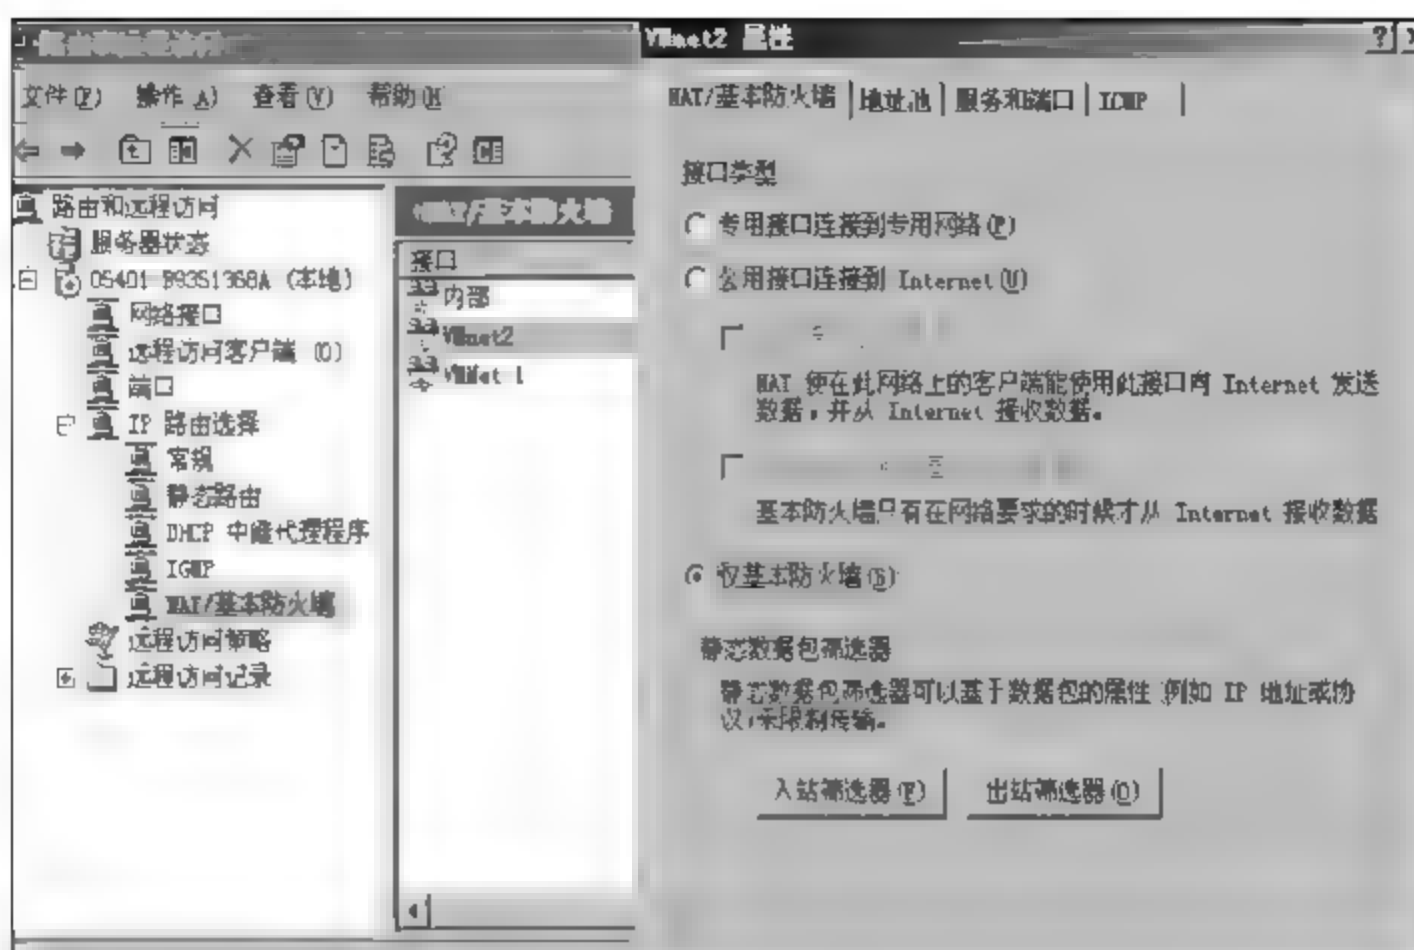 路由和远程访问
文件(F) 操作(A) 查看(V) 帮助(H
路由和远程访问
服务器状态
05401 B93S1368A (本地)
网络接口
远程访问客户端 (0)
端口
IP 路由选择
常规
静态路由
DHCP 中继代理程序
IGMP
NAT/基本防火墙
远程访问策略
远程访问记录
NAT/基本防火墙
接口
内部
VMnet2
VMNet 1
VMnet2 属性
NAT/基本防火墙 地址池 服务和端口 ICMP
接口类型
专用接口连接到专用网络(P)
公用接口连接到 Internet(U)
NAT 使在此网络上的客户端能使用此接口向 Internet 发送
数据,并从 Internet 接收数据。
基本防火墙只有在网络要求的时候才从 Internet 接收数据
仅基本防火墙(B)
静态数据包筛选器
静态数据包筛选器可以基于数据包的属性 例如 IP 地址或协
议,来限制传输。
入站筛选器(F) 出站筛选器(O)